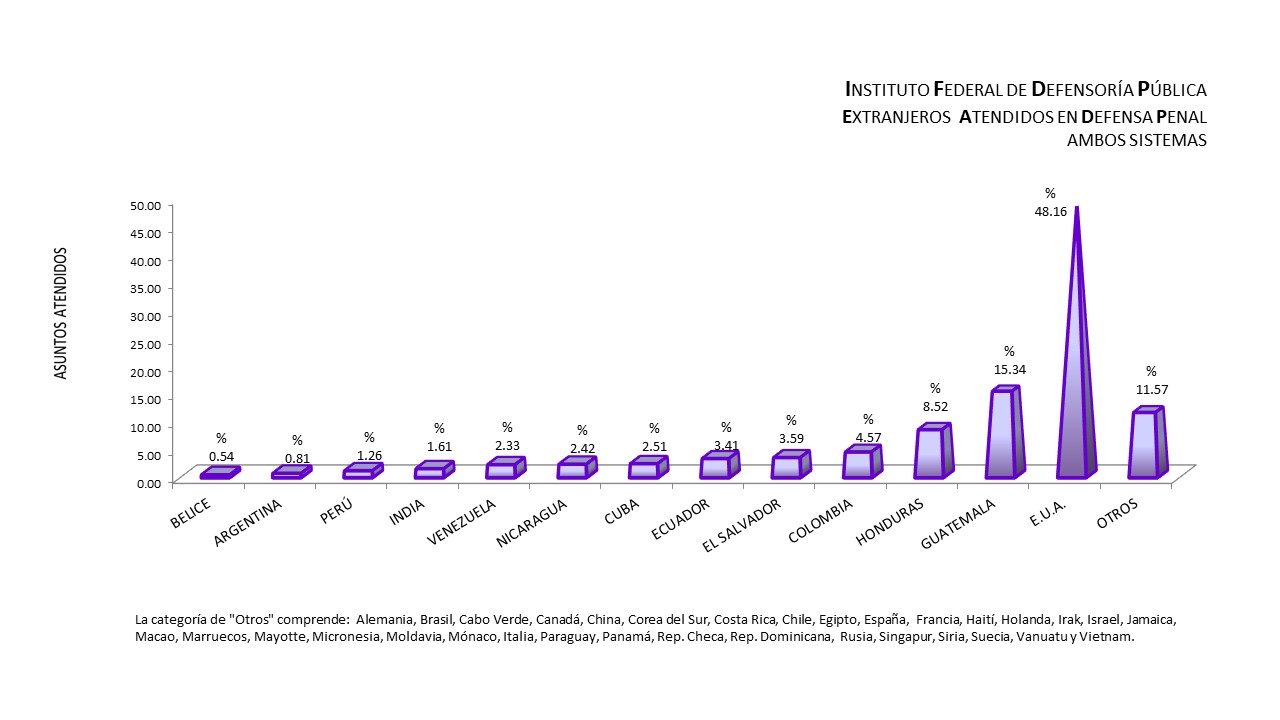 INSTITUTO FEDERAL DE DEFENSORÍA PÚBLICA
EXTRANJEROS ATENDIDOS EN DEFENSA PENAL
AMBOS SISTEMAS
ASUNTOS ATENDIDOS
50.00
45.00
40.00
35.00
30.00
25.00
20.00
15.00
10.00
5.00
0.00
%
0.54
%
0.81
%
1.26
%
1.61
%
2.33
%
2.42
%
2.51
%
3.41
%
3.59
%
4.57
%
8.52
%
15.34
%
48.16
%
11.57
BELICE
ARGENTINA
PERÚ
INDIA
VENEZUELA
NICARAGUA
CUBA
ECUADOR
EL SALVADOR
COLOMBIA
HONDURAS
GUATEMALA
E.U.A.
OTROS
La categoría de "Otros" comprende: Alemania, Brasil, Cabo Verde, Canadá, China, Corea del Sur, Costa Rica, Chile, Egipto, España, Francia, Haití, Holanda, Irak, Israel, Jamaica,
Macao, Marruecos, Mayotte, Micronesia, Moldavia, Mónaco, Italia, Paraguay, Panamá, Rep. Checa, Rep. Dominicana, Rusia, Singapur, Siria, Suecia, Vanuatu y Vietnam.